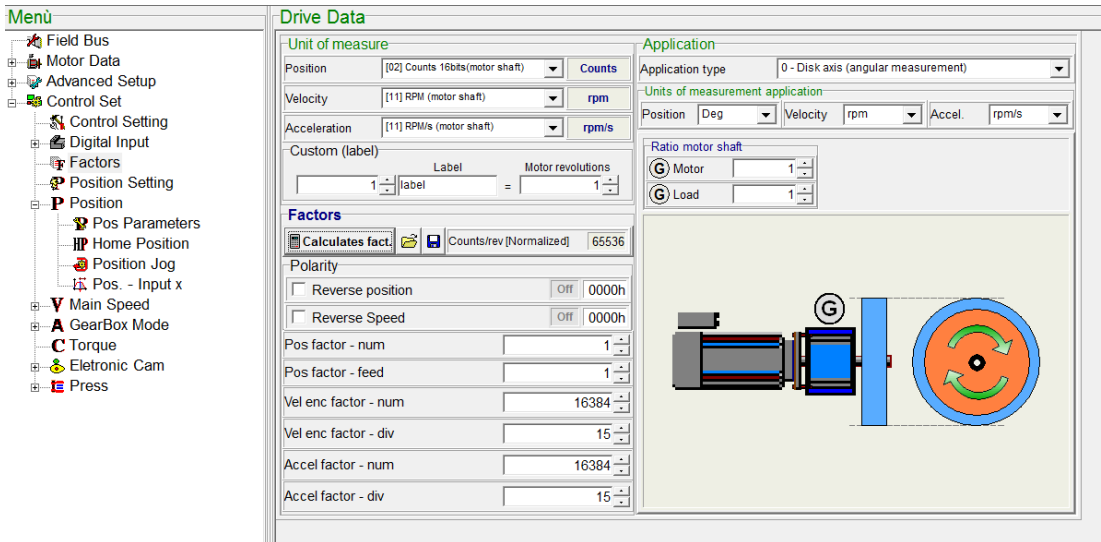 Menù
Field Bus
Motor Data
Advanced Setup
Control Set
Control Setting
Digital Input
Factors
Position Setting
Position
Pos Parameters
Home Position
Position Jog
Pos. - Input x
Main Speed
GearBox Mode
Torque
Eletronic Cam
Press
Drive Data
Unit of measure
Position [02] Counts 16bits(motor shaft) Counts
Velocity [11] RPM (motor shaft) rpm
Acceleration [11] RPM/s (motor shaft) rpm/s
Custom (label)
Label Motor revolutions
1 label = 1
Factors
Calculates fact. Counts/rev [Normalized] 65536
Polarity
Reverse position Off 0000h
Reverse Speed Off 0000h
Pos factor - num 1
Pos factor - feed 1
Vel enc factor - num 16384
Vel enc factor - div 15
Accel factor - num 16384
Accel factor - div 15
Application
Application type 0 - Disk axis (angular measurement)
Units of measurement application
Position Deg Velocity rpm Accel. rpm/s
Ratio motor shaft
G Motor 1
G Load 1
G